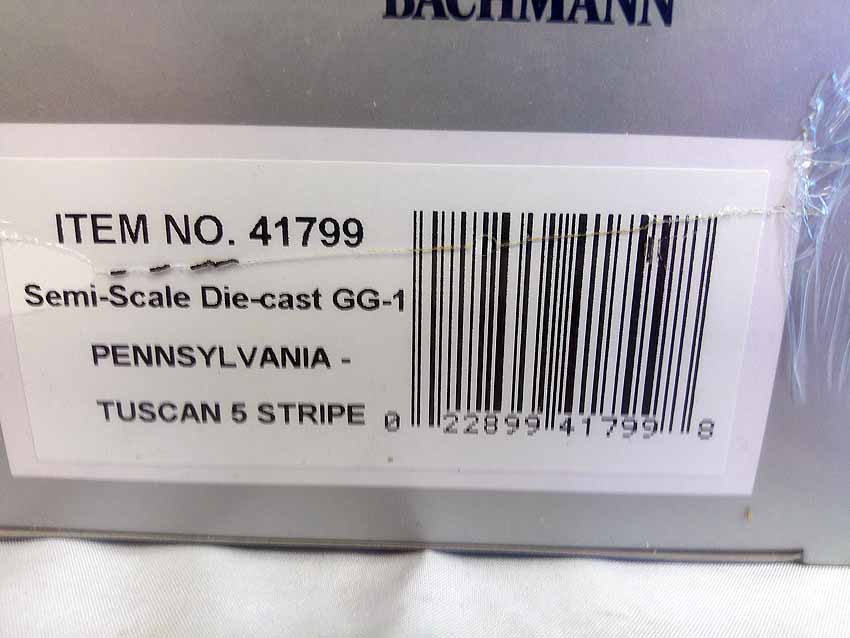 BACHMANN
ITEM NO. 41799
Semi-Scale Die-cast GG-1
PENNSYLVANIA -
TUSCAN 5 STRIPE
0 22899 41799 8